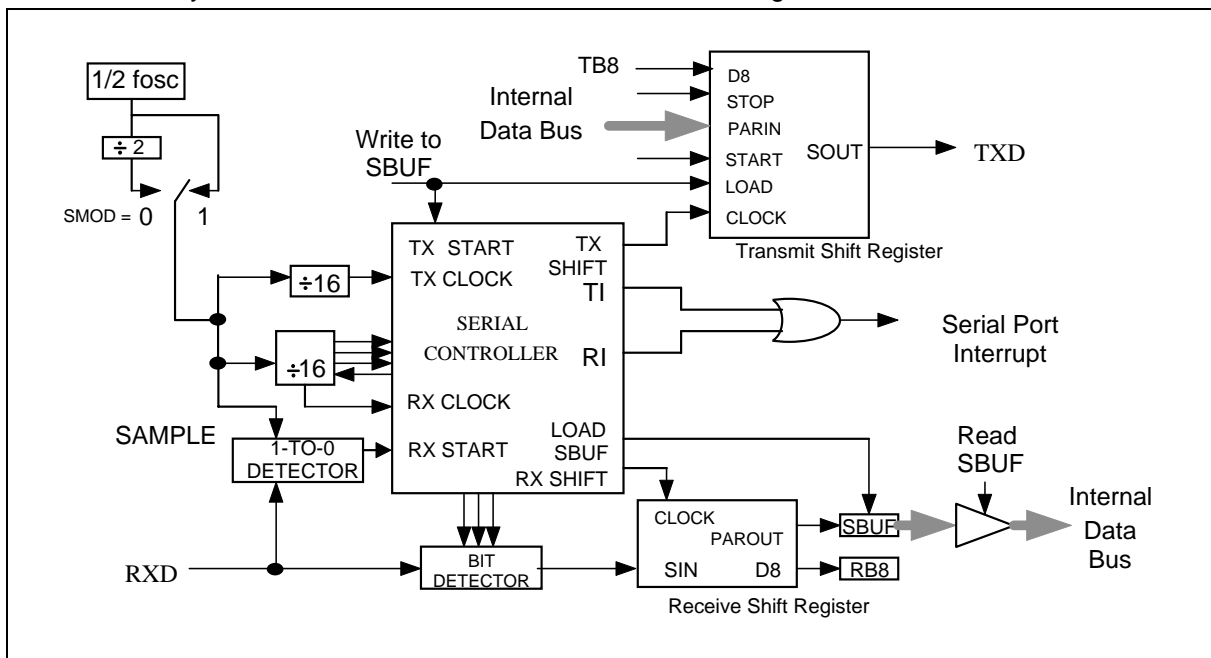 1/2 fosc
÷ 2
SMOD = 0 1
÷16
÷16
SAMPLE
1-TO-0
DETECTOR
RXD
Write to
SBUF
TX START
TX CLOCK
SERIAL
CONTROLLER
RX CLOCK
RX START
TX
SHIFT
TI
RI
LOAD
SBUF
RX SHIFT
BIT
DETECTOR
TB8
Internal
Data Bus
D8
STOP
PARIN
START
LOAD
CLOCK
SOUT
TXD
Transmit Shift Register
Serial Port
Interrupt
CLOCK
PAROUT
SIN D8
Receive Shift Register
SBUF
RB8
Read
SBUF
Internal
Data
Bus